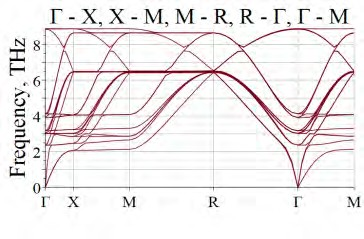 Γ - X, X - M, M - R, R - Γ, Γ - M
Frequency, THz
8
6
4
2
0
Γ X M R Γ M